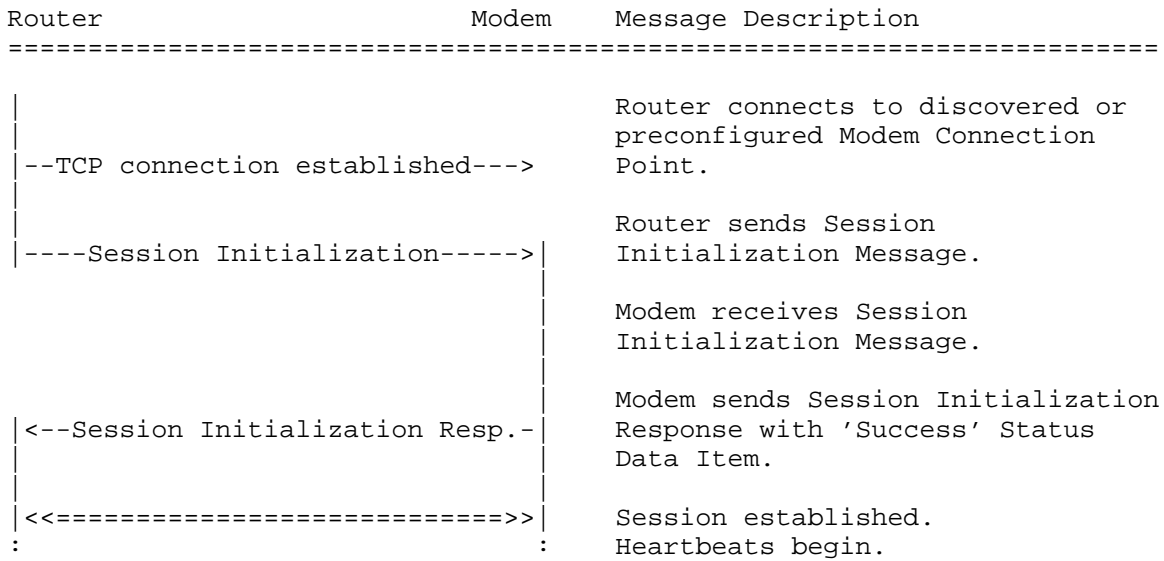 Router                       Modem    Message Description
========================================================================

|                                     Router connects to discovered or
|                                     preconfigured Modem Connection
|--TCP connection established--->     Point.
|
|                                     Router sends Session
|----Session Initialization----->|    Initialization Message.
                                 |
                                 |    Modem receives Session
                                 |    Initialization Message.
                                 |
                                 |    Modem sends Session Initialization
|<--Session Initialization Resp.-|    Response with ’Success’ Status
|                                |    Data Item.
|                                |
|<<============================>>|    Session established.
:                                :    Heartbeats begin.